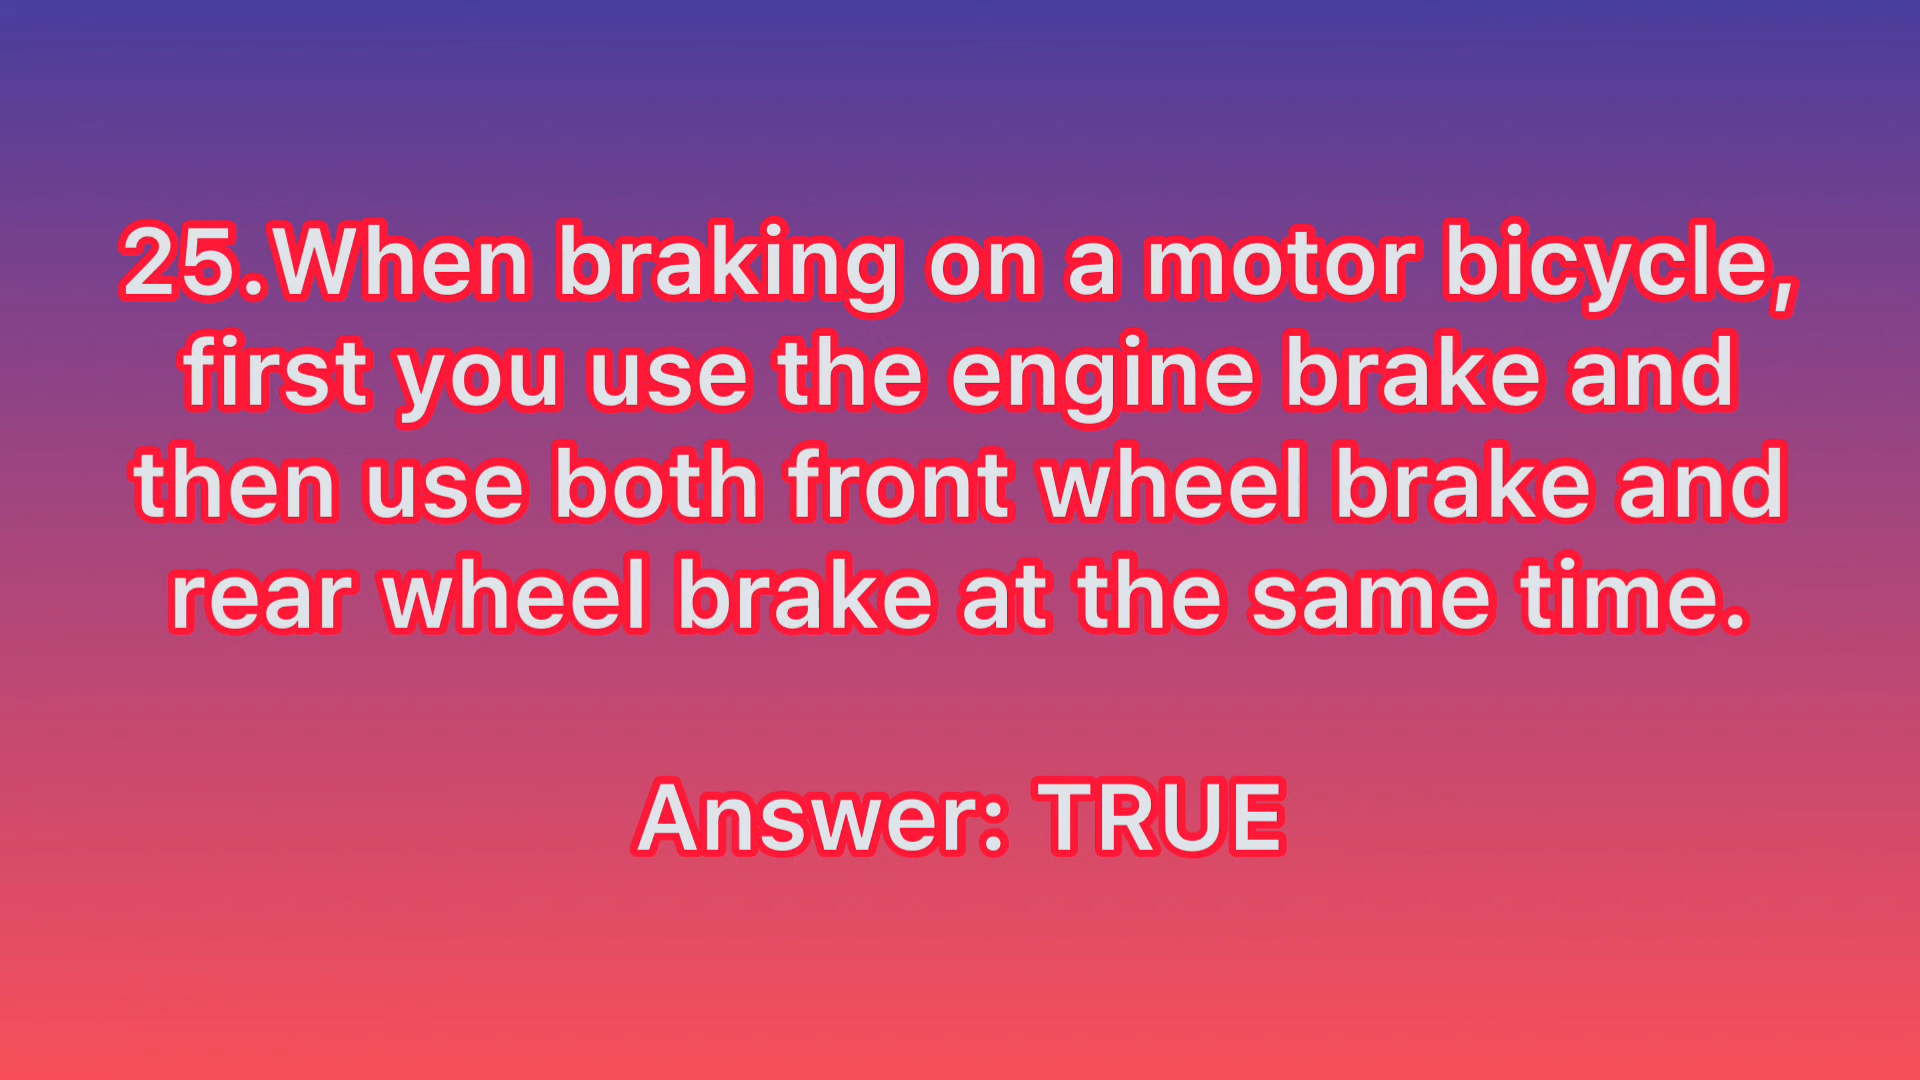 25.When braking on a motor bicycle,
first you use the engine brake and
then use both front wheel brake and
rear wheel brake at the same time.
Answer: TRUE